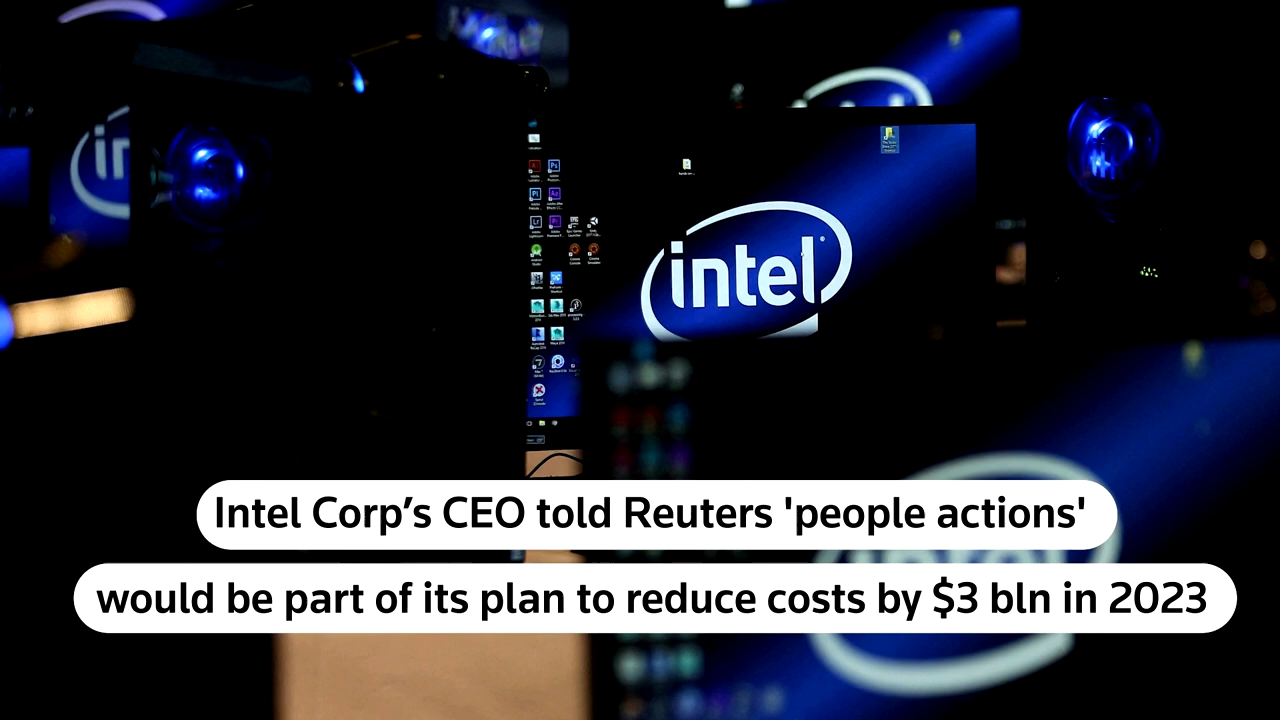 intel
Intel Corp's CEO told Reuters 'people actions'
would be part of its plan to reduce costs by $3 bln in 2023